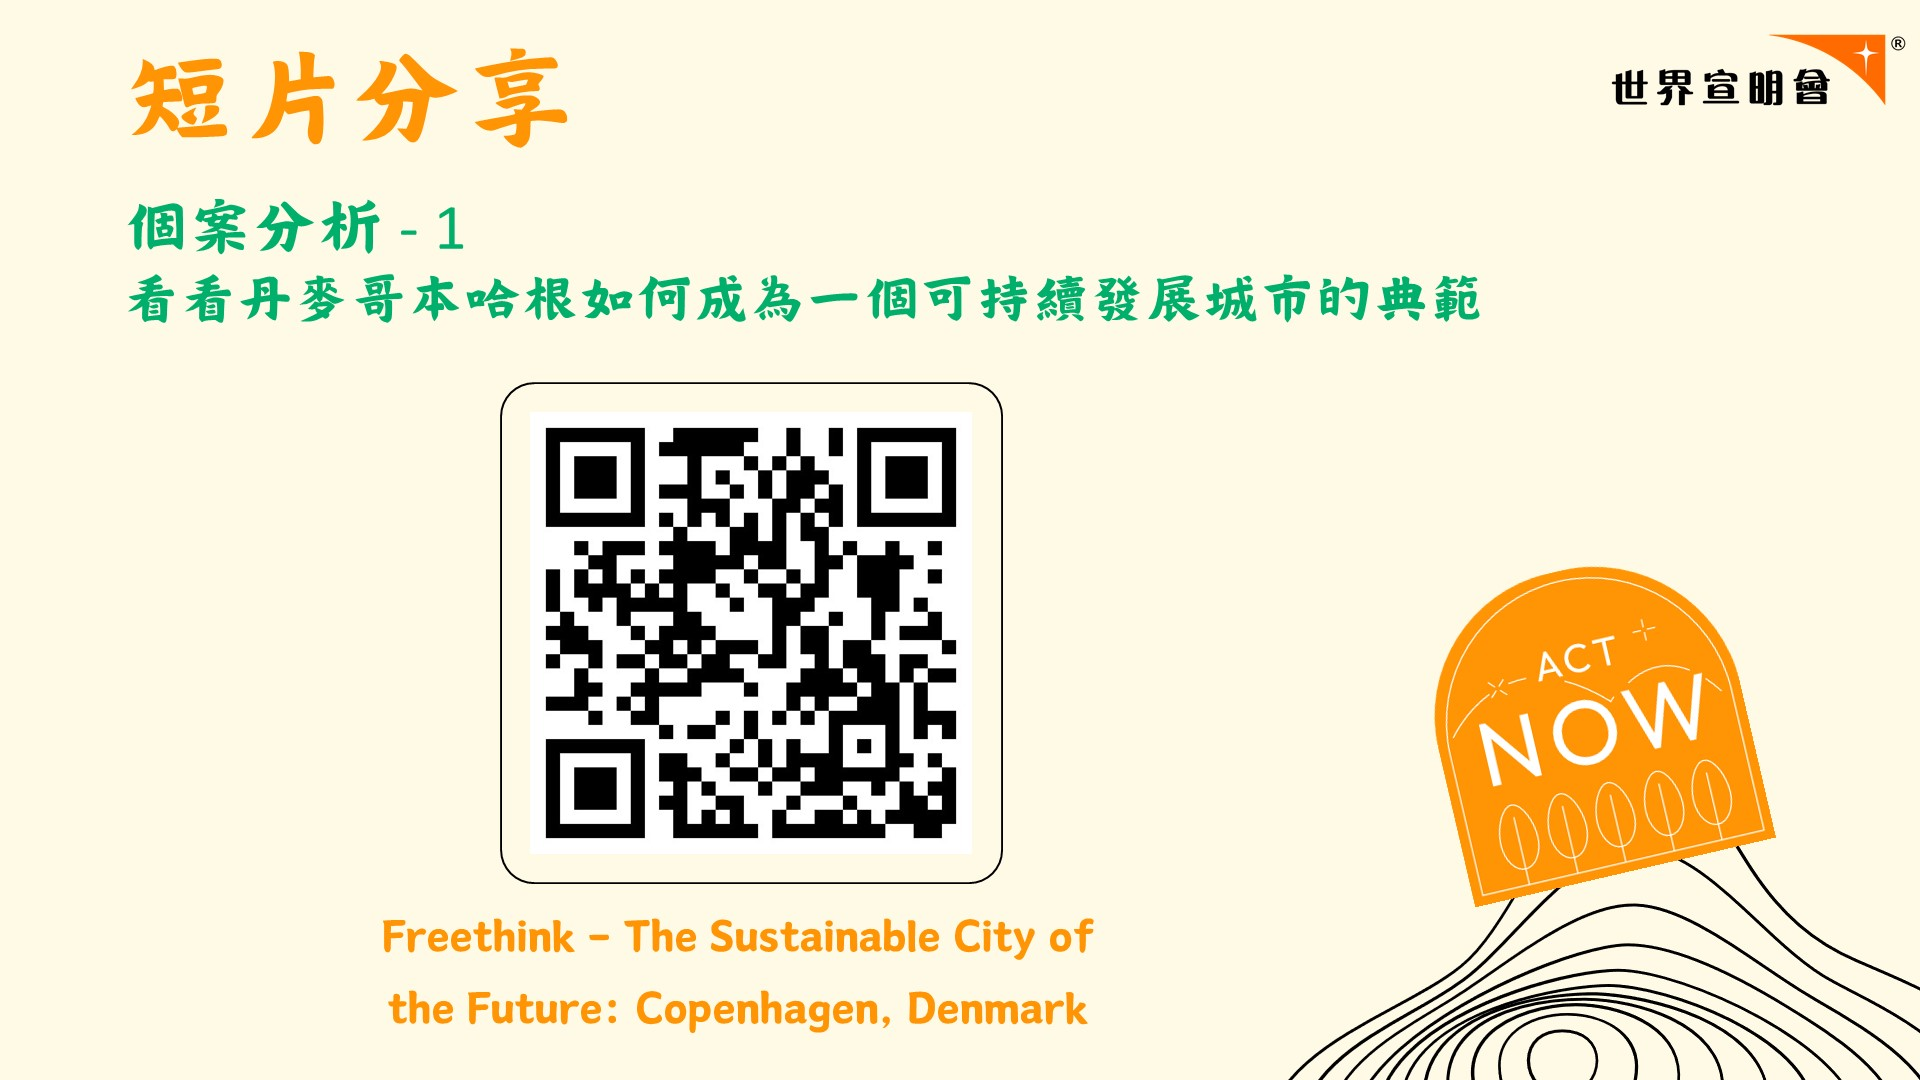 短片分享
世界宣明會®
個案分析 - 1
看看丹麥哥本哈根如何成為一個可持續發展城市的典範
ACT
NOW
Freethink - The Sustainable City of
the Future: Copenhagen, Denmark